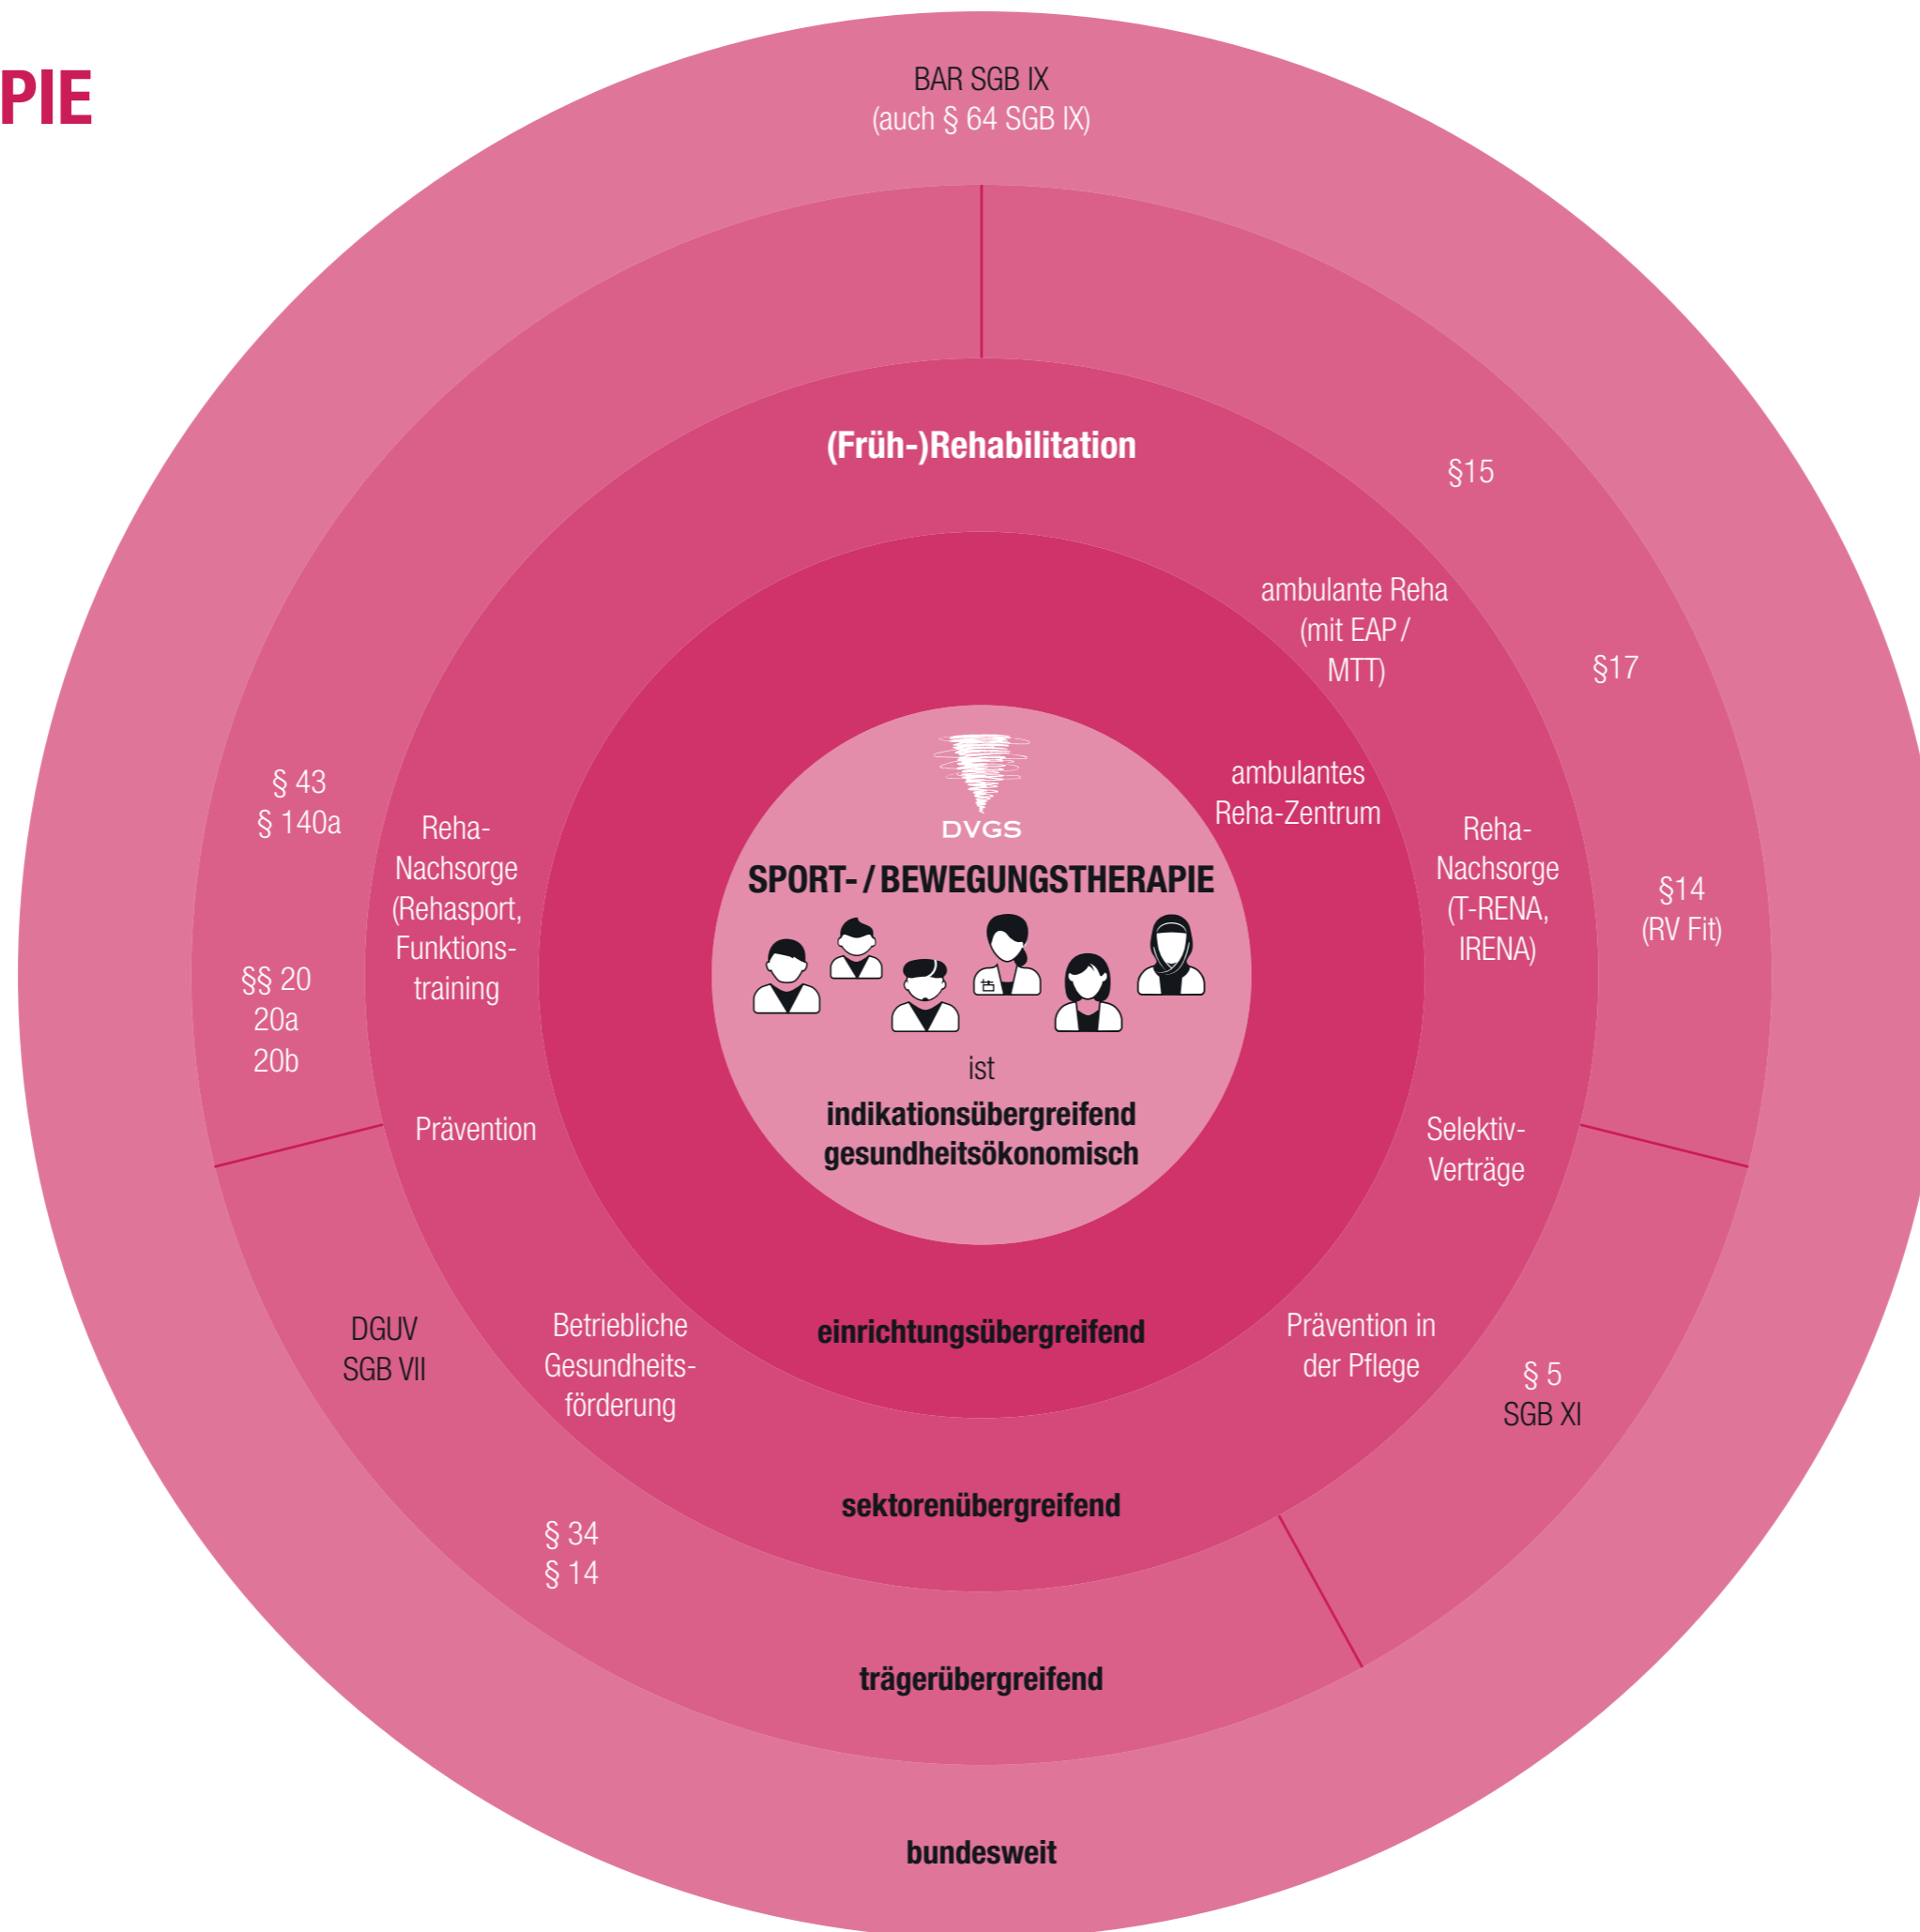 PIE
BAR SGB IX
(auch § 64 SGB IX)
(Früh-)Rehabilitation
§15
ambulante Reha
(mit EAP /
MTT)
§17
ambulantes
Reha-Zentrum
§ 43
§ 140a
Reha-
Nachsorge
(Rehasport,
Funktions-
training
DVGS
SPORT- / BEWEGUNGSTHERAPIE
ist
indikationsübergreifend
gesundheitsökonomisch
Reha-
Nachsorge
(T-RENA,
IRENA)
§14
(RV Fit)
§§ 20
20a
20b
Prävention
Selektiv-
Verträge
DGUV
SGB VII
Betriebliche
Gesundheits-
förderung
einrichtungsübergreifend
Prävention in
der Pflege
§ 5
SGB XI
sektorenübergreifend
§ 34
§ 14
trägerübergreifend
bundesweit